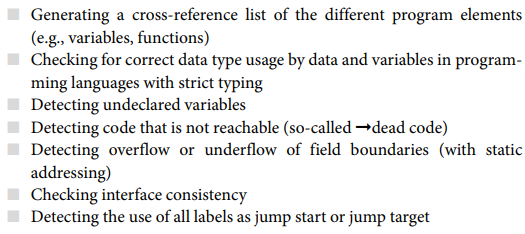 ■ Generating a cross-reference list of the different program elements
(e.g., variables, functions)
■ Checking for correct data type usage by data and variables in program-
ming languages with strict typing
■ Detecting undeclared variables
■ Detecting code that is not reachable (so-called →dead code)
■ Detecting overflow or underflow of field boundaries (with static
addressing)
■ Checking interface consistency
■ Detecting the use of all labels as jump start or jump target